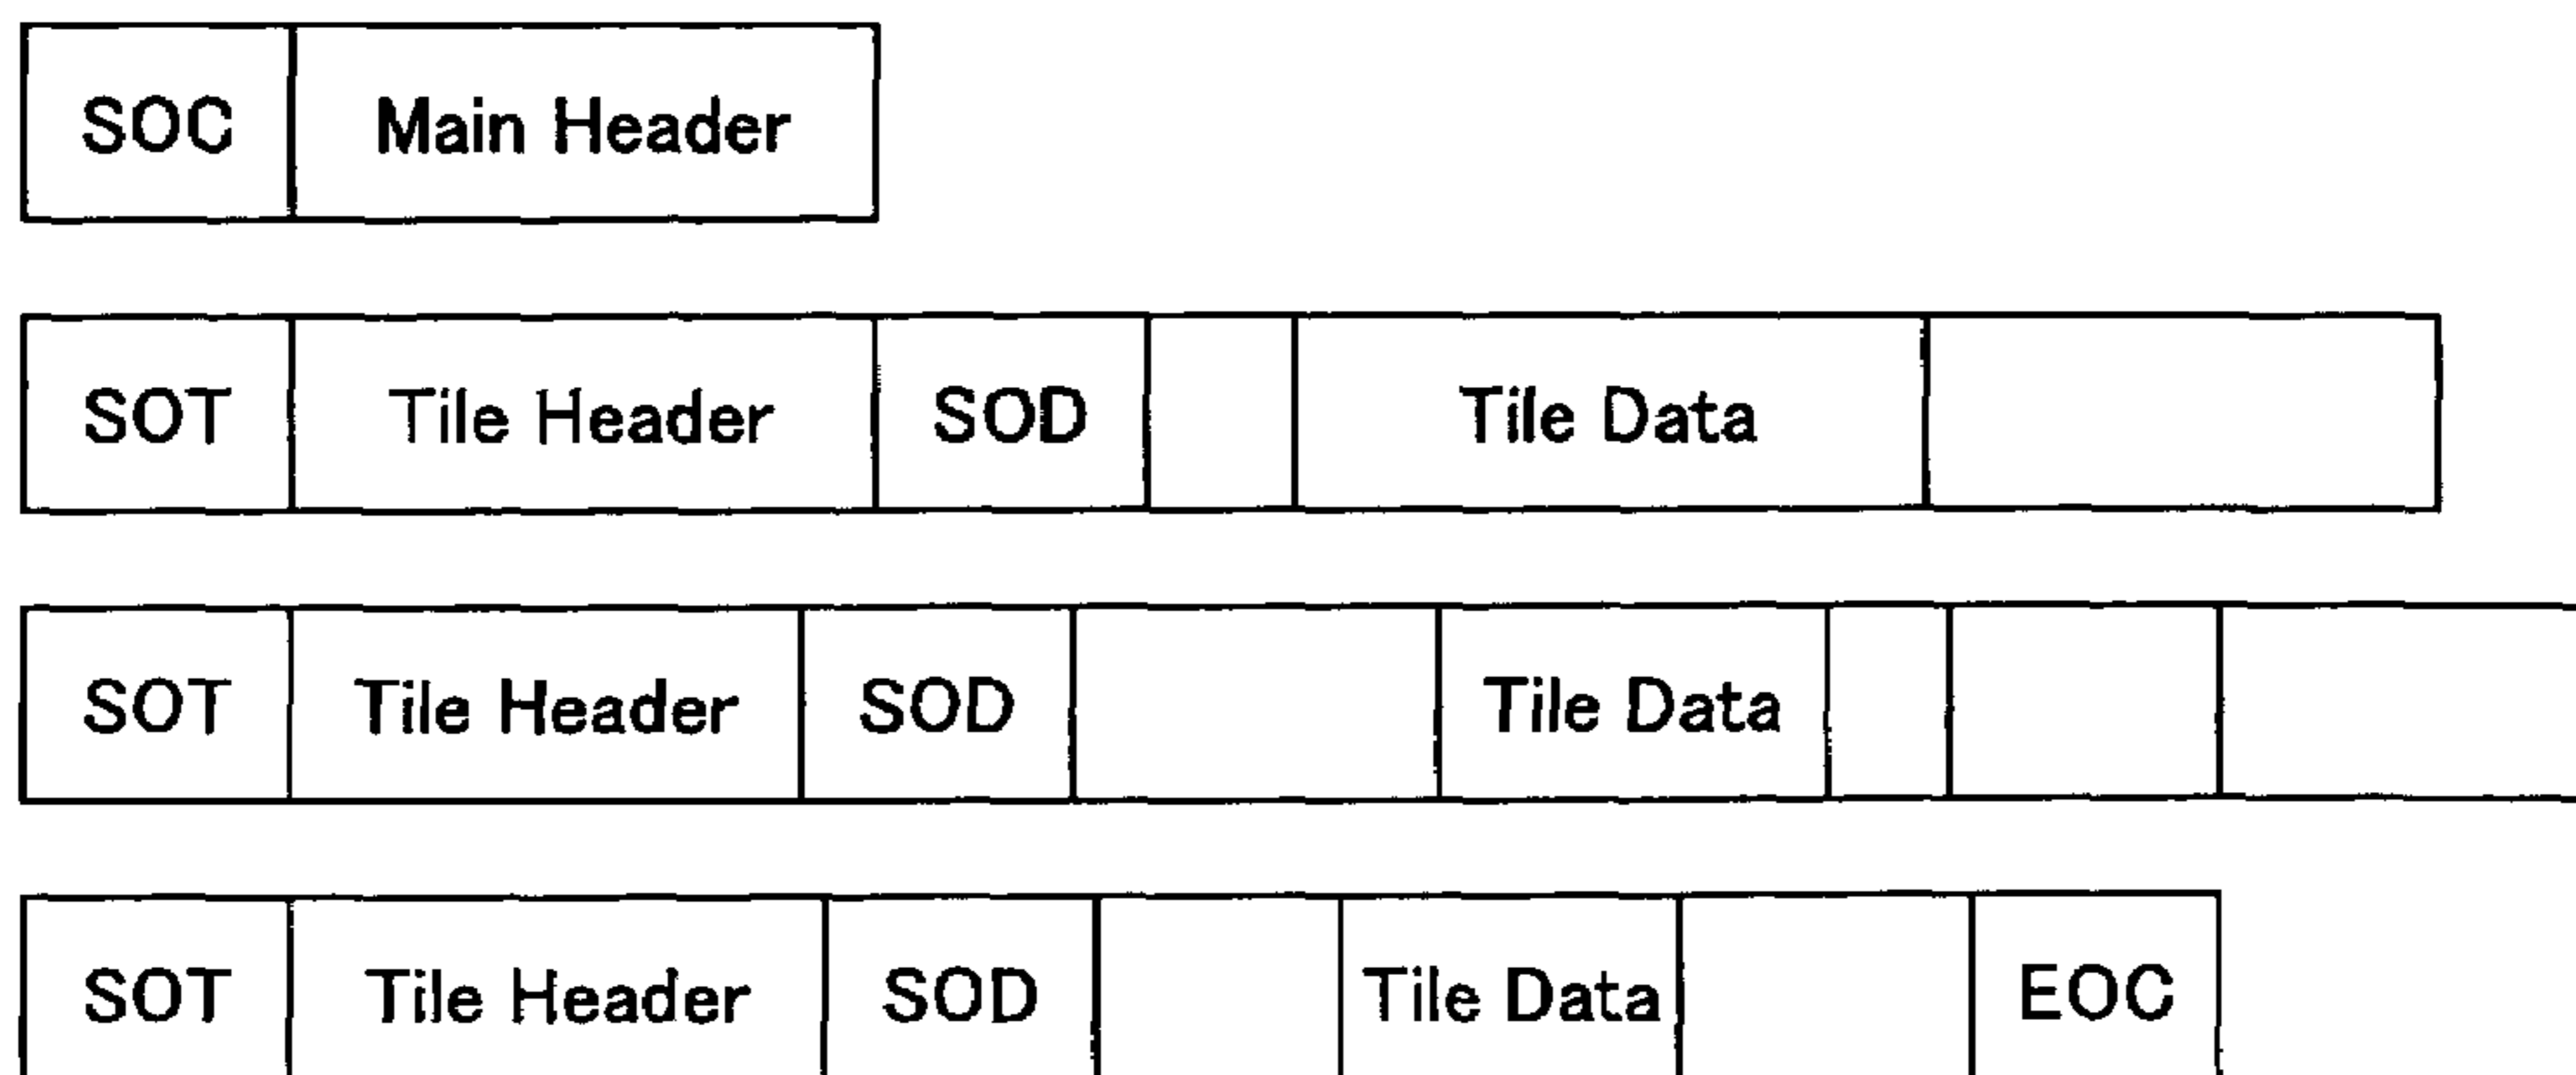 SOC Main Header
SOT Tile Header SOD Tile Data
SOT Tile Header SOD Tile Data
SOT Tile Header SOD Tile Data EOC